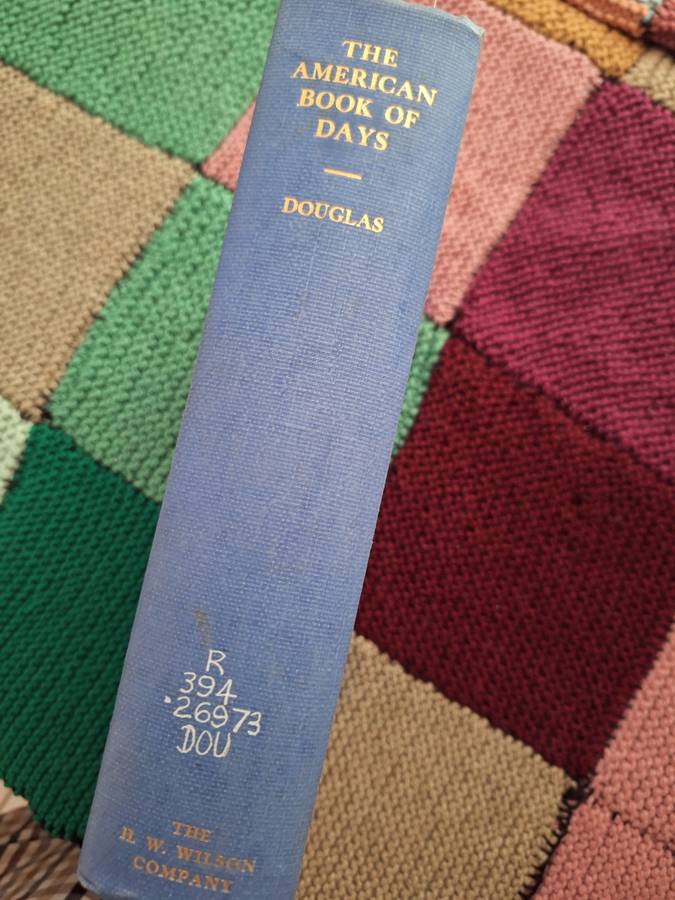 THE
AMERICAN
BOOK OF
DAYS
DOUGLAS
R
394
.26973
DOU
THE
H. W. WILSON
COMPANY